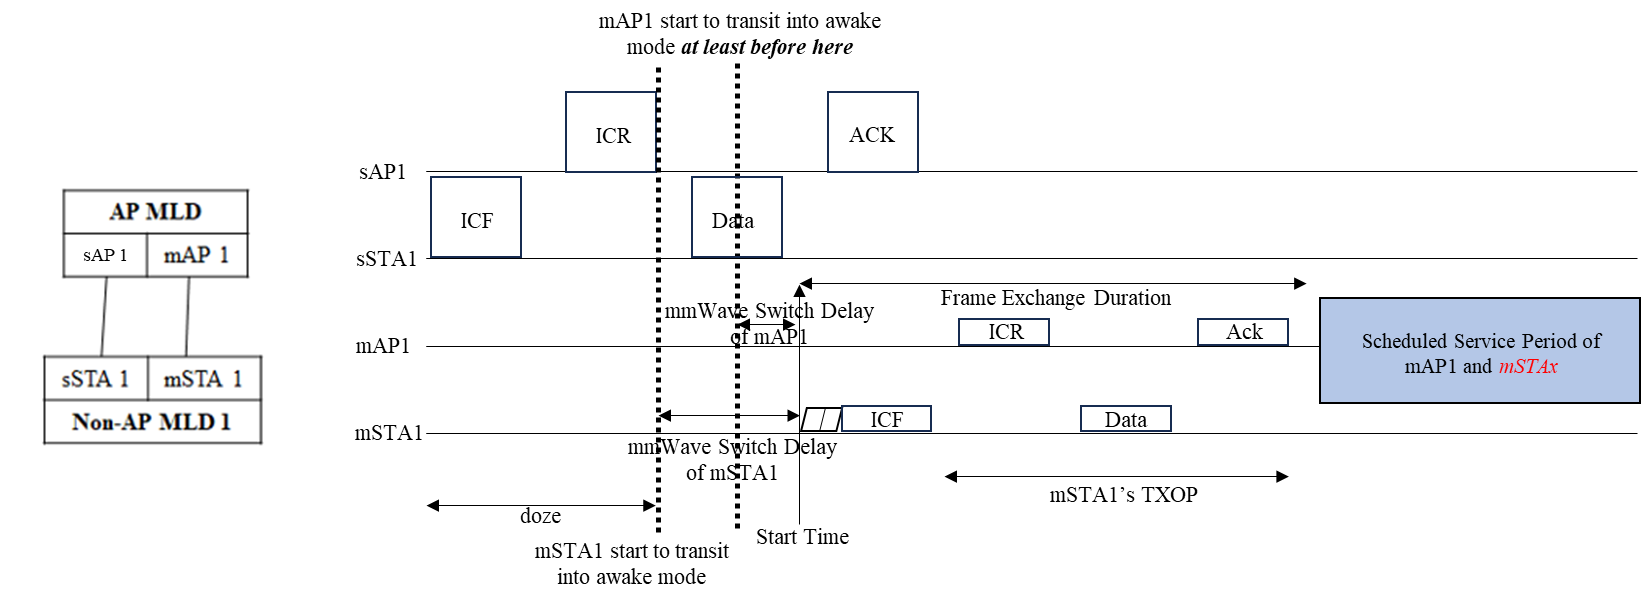 mAP1 start to transit into awake
mode at least before here
ICR
ACK
sAP1
AP MLD
sAP 1
mAP 1
ICF
Data
sSTA1
Frame Exchange Duration
mmWave Switch Delay
of mAP1
ICR
Ack
mAP1
Scheduled Service Period of
mAP1 and mSTAx
sSTA 1
mSTA 1
Non-AP MLD 1
ICF
Data
mSTA1
mmWave Switch Delay
of mSTA1
mSTA1’s TXOP
doze
Start Time
mSTA1 start to transit
into awake mode